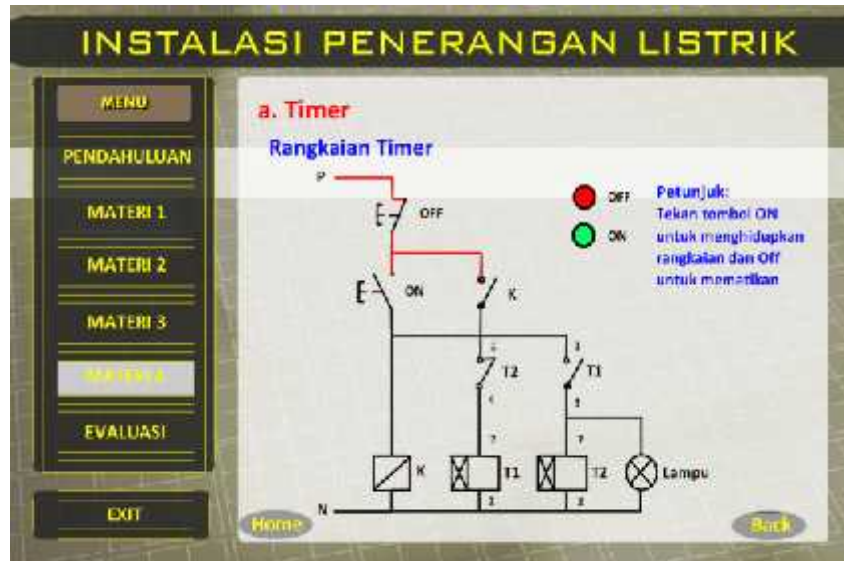 INSTALASI PENERANGAN LISTRIK
MENU
PENDAHULUAN
MATERI 1
MATERI 2
MATERI 3
MATERI 4
EVALUASI
EXIT
a. Timer
Rangkaian Timer
P
OFF
ON
K
T2
T1
K
T1
T2
Lampu
N
OFF
ON
Petunjuk:
Tekan tombol ON
untuk menghidupkan
rangkaian dan Off
untuk mematikan
Home
Back